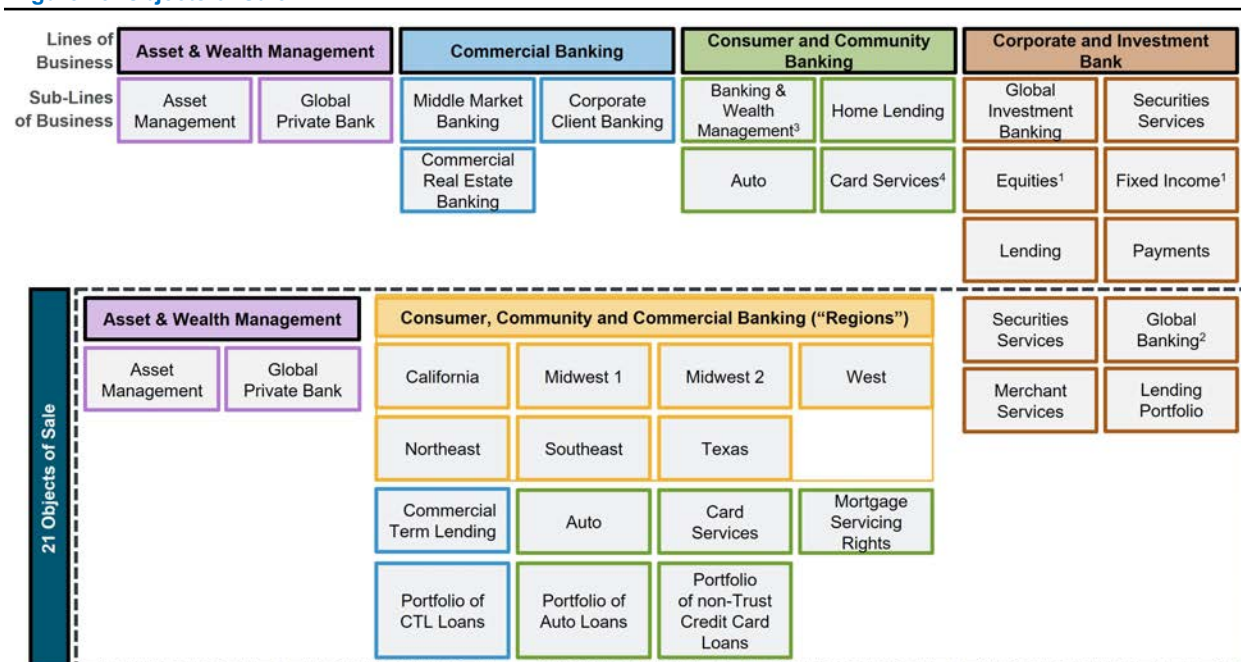 Lines of
Business
Asset & Wealth Management
Commercial Banking
Consumer and Community
Banking
Corporate and Investment
Bank
Sub-Lines
of Business
Asset
Management
Global
Private Bank
Middle Market
Banking
Corporate
Client Banking
Banking &
Wealth
Management³
Home Lending
Global
Investment
Banking
Securities
Services
Commercial
Real Estate
Banking
Auto
Card Services⁴
Equities¹
Fixed Income¹
Lending
Payments
21 Objects of Sale
Asset & Wealth Management
Consumer, Community and Commercial Banking (“Regions”)
Securities
Services
Global
Banking²
Asset
Management
Global
Private Bank
California
Midwest 1
Midwest 2
West
Merchant
Services
Lending
Portfolio
Northeast
Southeast
Texas
Commercial
Term Lending
Auto
Card
Services
Mortgage
Servicing
Rights
Portfolio of
CTL Loans
Portfolio of
Auto Loans
Portfolio
of non-Trust
Credit Card
Loans